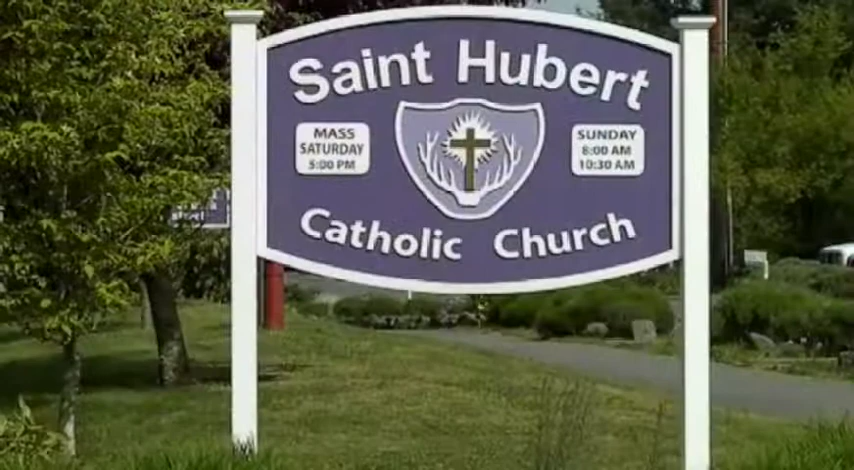 Saint Hubert
MASS
SATURDAY
5:00 PM
SUNDAY
8:00 AM
10:30 AM
Catholic Church